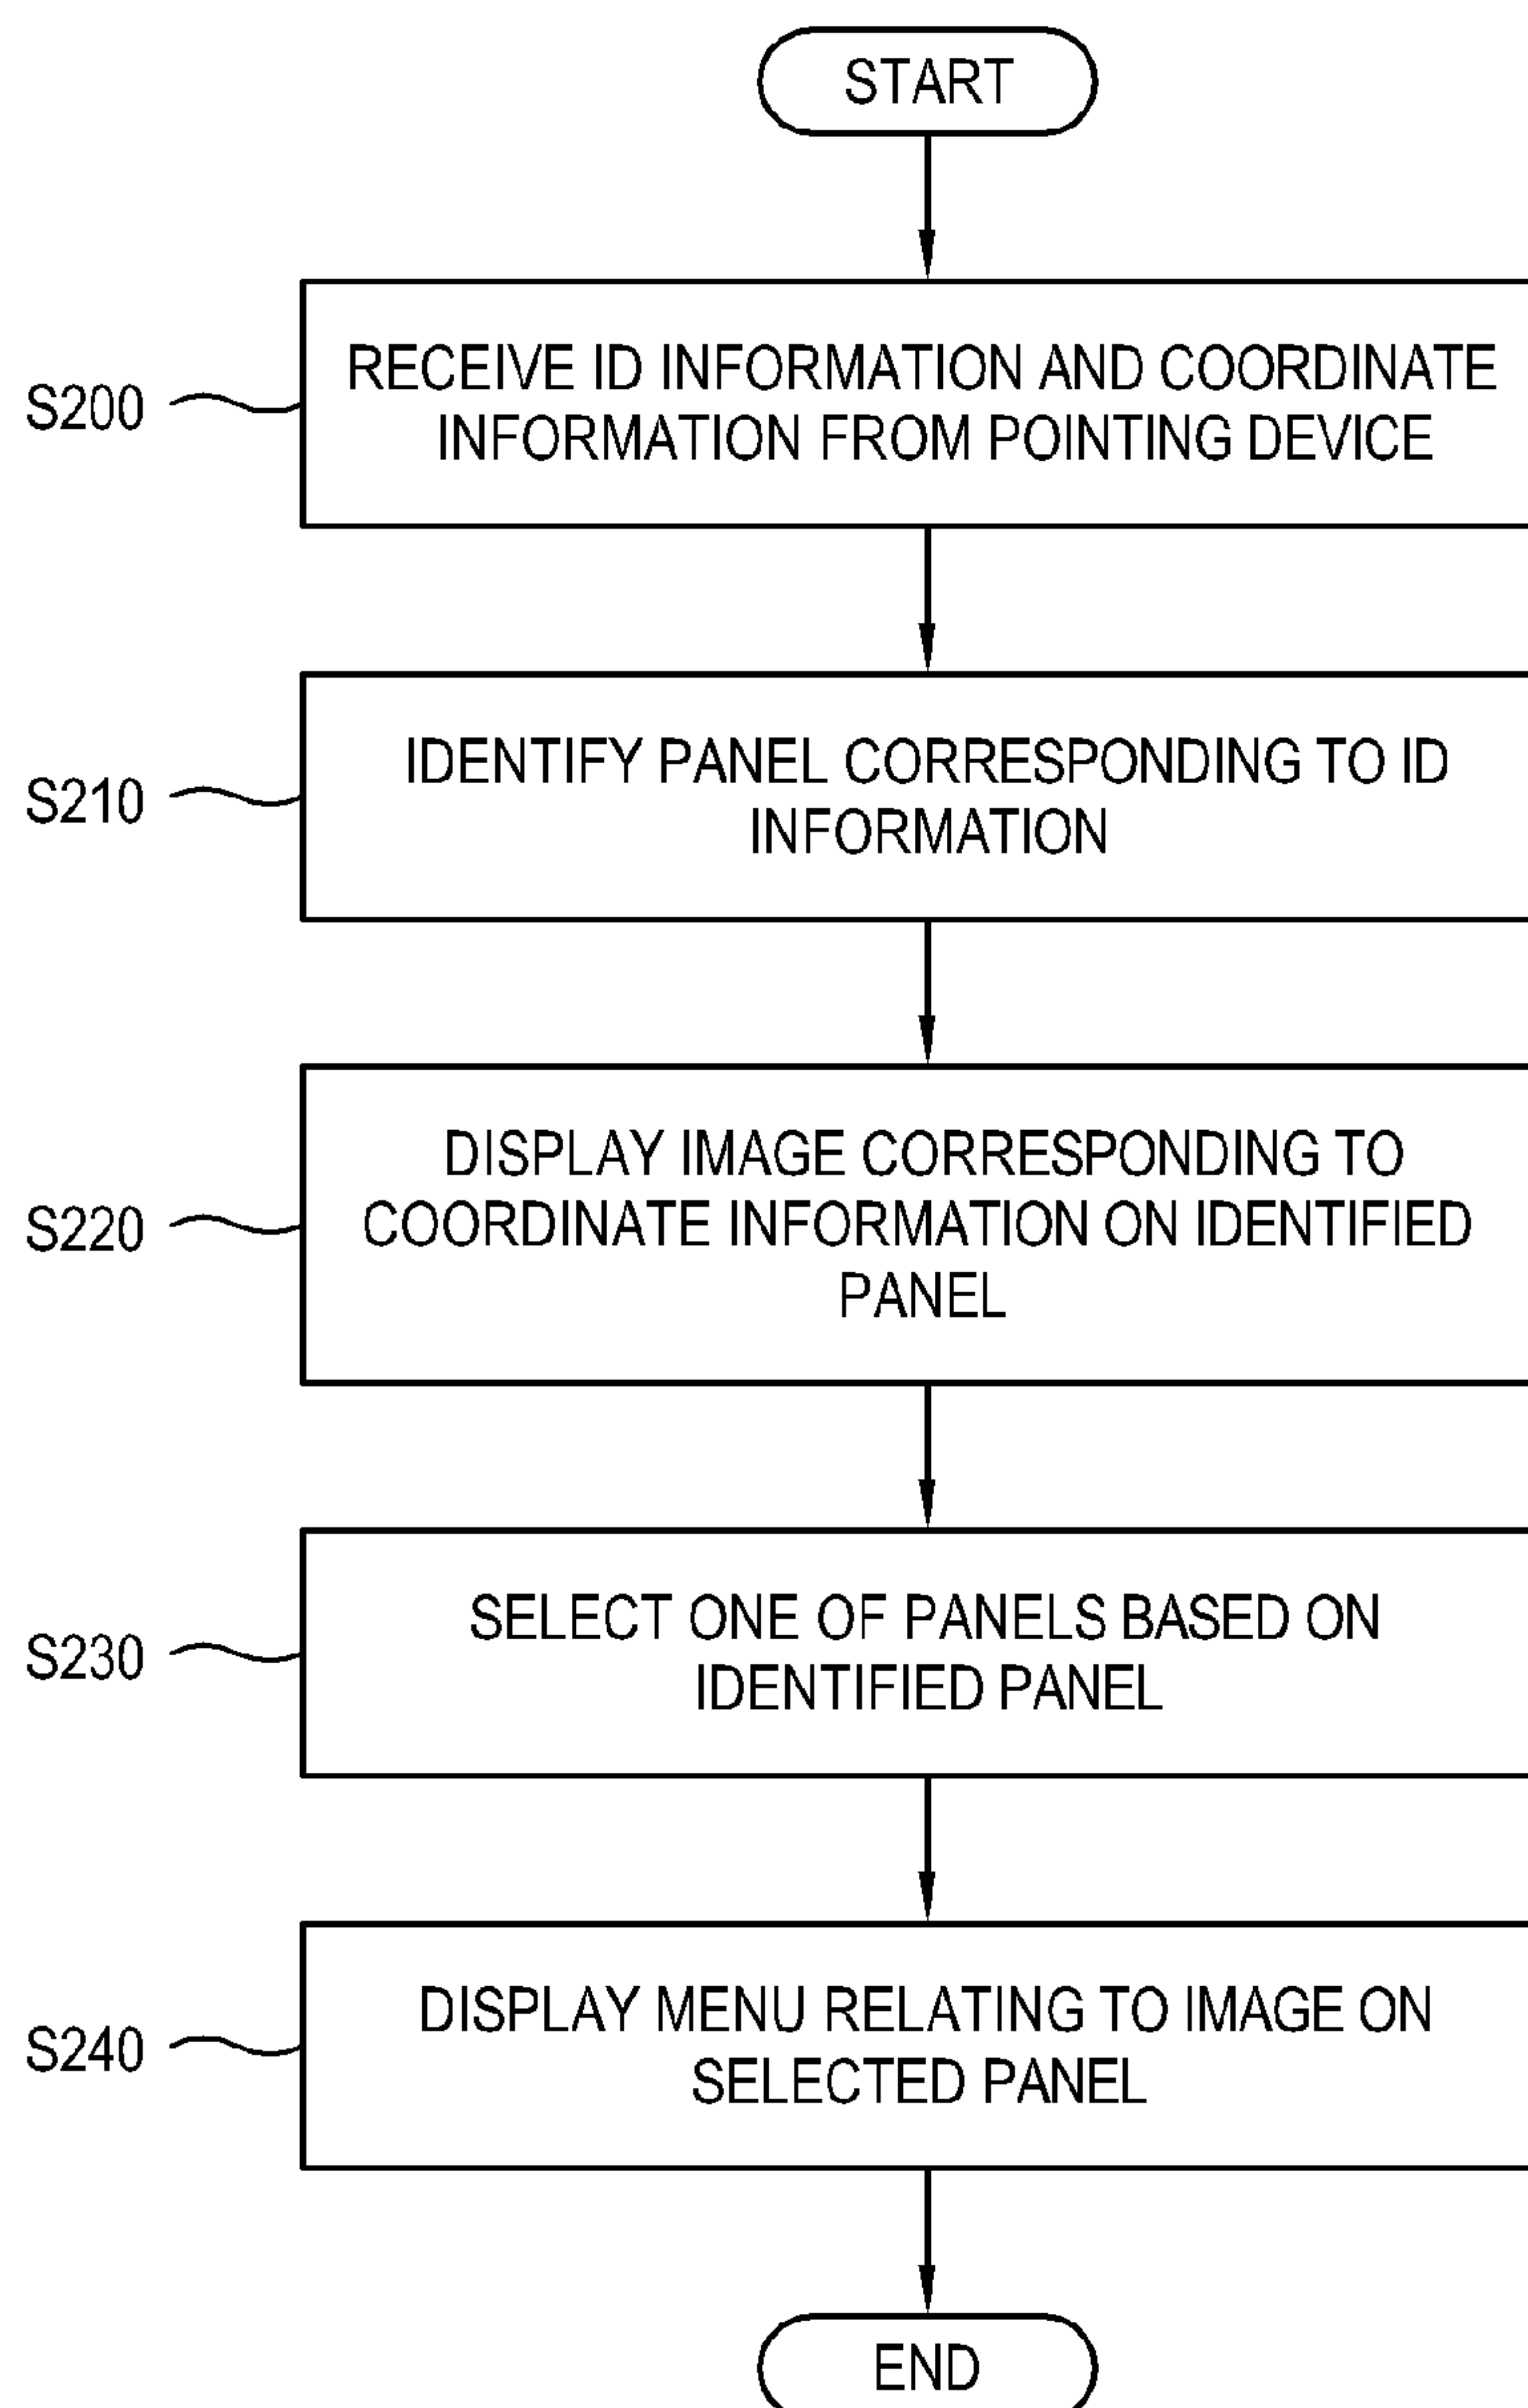 START
S200
RECEIVE ID INFORMATION AND COORDINATE
INFORMATION FROM POINTING DEVICE
S210
IDENTIFY PANEL CORRESPONDING TO ID
INFORMATION
S220
DISPLAY IMAGE CORRESPONDING TO
COORDINATE INFORMATION ON IDENTIFIED
PANEL
S230
SELECT ONE OF PANELS BASED ON
IDENTIFIED PANEL
S240
DISPLAY MENU RELATING TO IMAGE ON
SELECTED PANEL
END